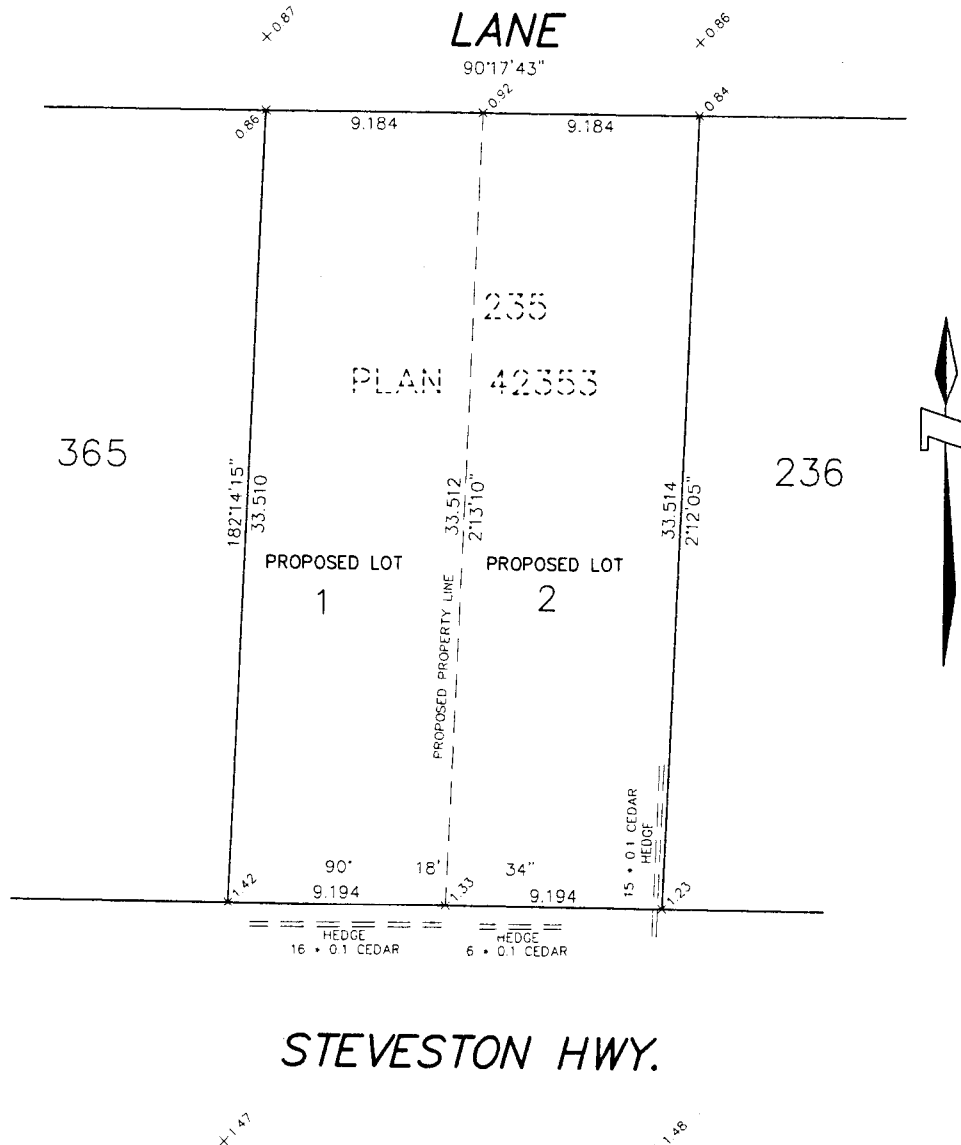 +0.87
LANE
+0.86
90°17'43"
0.86
9.184
0.92
9.184
0.84
235
PLAN 42353
365
236
182°14'15"
33.510
33.512
2°13'10"
33.514
2°12'05"
PROPOSED LOT
1
PROPOSED LOT
2
PROPOSED PROPERTY LINE
15 • 0.1 CEDAR
HEDGE
90° 18' 34"
1.42
9.194
1.33
9.194
1.23
HEDGE
16 • 0.1 CEDAR
HEDGE
6 • 0.1 CEDAR
STEVESTON HWY.
+1.47
1.48